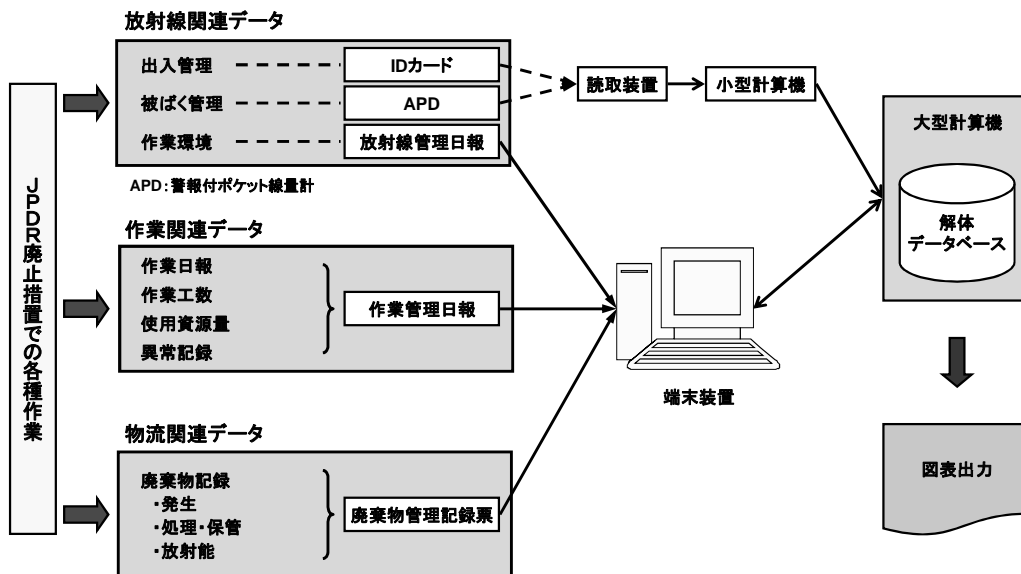 放射線関連データ
出入管理
IDカード
被ばく管理
APD
作業環境
放射線管理日報
APD:警報付ポケット線量計
読取装置
小型計算機
大型計算機
解体
データベース
JPDR廃止措置での各種作業
作業関連データ
作業日報
作業工数
使用資源量
異常記録
作業管理日報
端末装置
物流関連データ
廃棄物記録
・発生
・処理・保管
・放射能
廃棄物管理記録票
図表出力